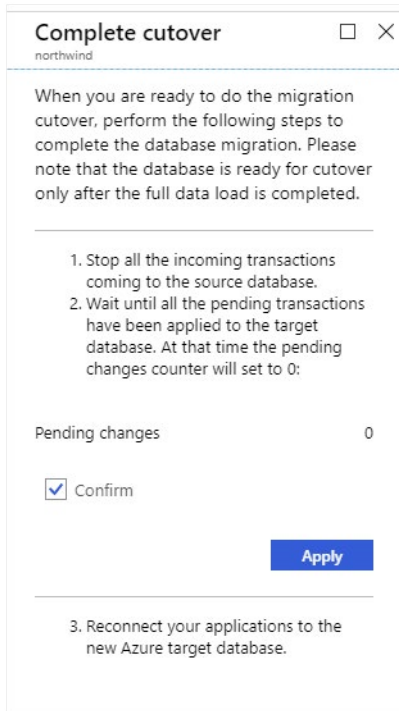 Complete cutover
northwind
When you are ready to do the migration
cutover, perform the following steps to
complete the database migration. Please
note that the database is ready for cutover
only after the full data load is completed.
1. Stop all the incoming transactions
coming to the source database.
2. Wait until all the pending transactions
have been applied to the target
database. At that time the pending
changes counter will set to 0:
Pending changes 0
Confirm
Apply
3. Reconnect your applications to the
new Azure target database.